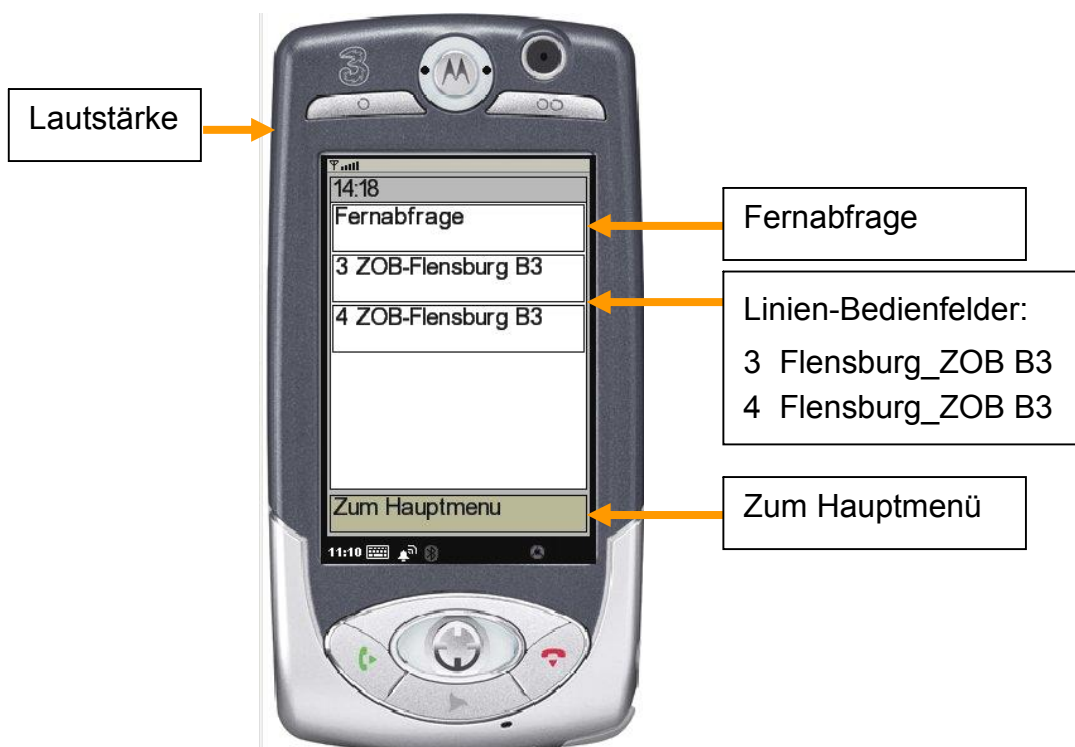 Lautstärke
3
14:18
Fernabfrage
3 ZOB-Flensburg B3
4 ZOB-Flensburg B3
Zum Hauptmenu
11:10
Fernabfrage
Linien-Bedienfelder:
3 Flensburg_ZOB B3
4 Flensburg_ZOB B3
Zum Hauptmenü